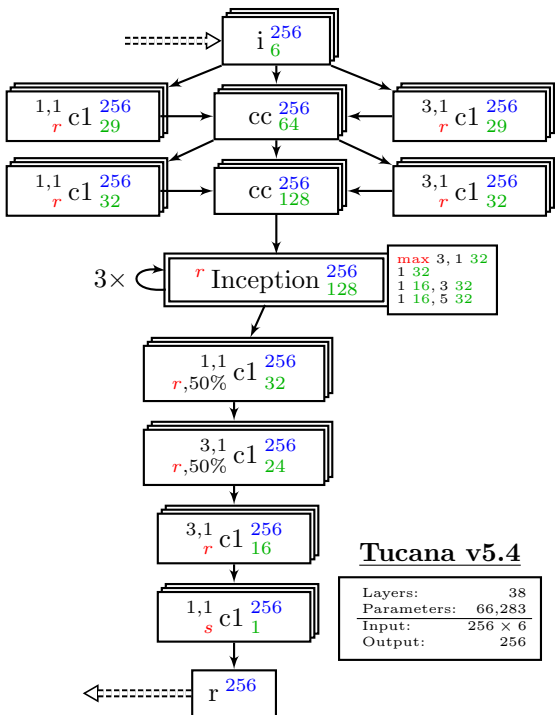 i 256
6
1,1 c1 256
r 29
cc 256
64
3,1 c1 256
r 29
1,1 c1 256
r 32
cc 256
128
3,1 c1 256
r 32
3×
r Inception 256
128
max 3, 1 32
1 32
1 16, 3 32
1 16, 5 32
1,1 c1 256
r,50% 32
3,1 c1 256
r,50% 24
3,1 c1 256
r 16
1,1 c1 256
s 1
r 256
Tucana v5.4
Layers: 38
Parameters: 66,283
Input: 256 × 6
Output: 256